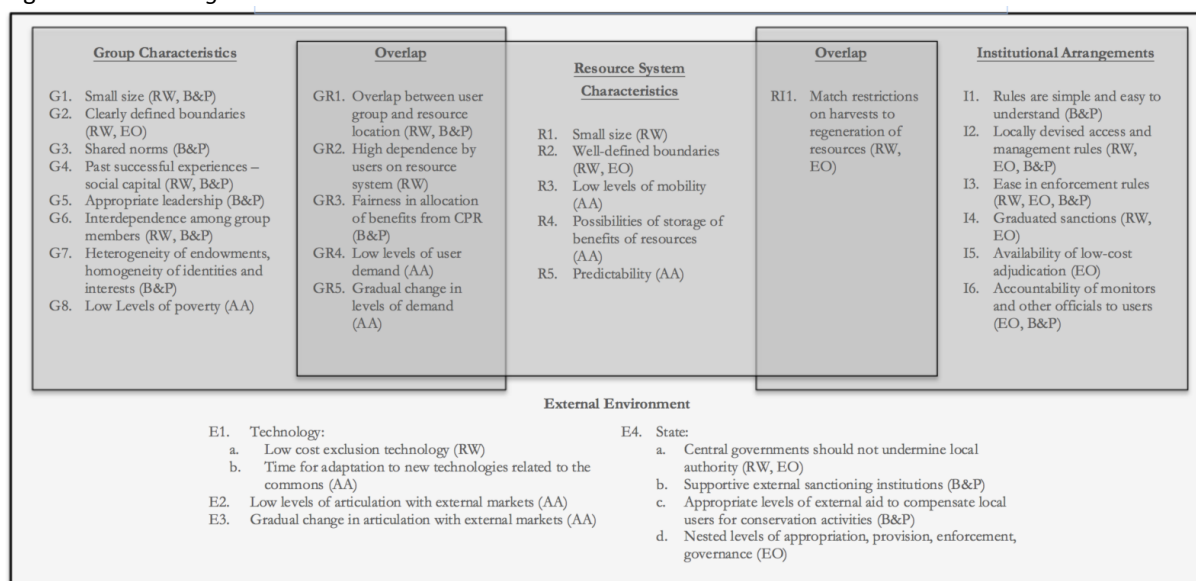 Group Characteristics
G1. Small size (RW, B&P)
G2. Clearly defined boundaries
(RW, EO)
G3. Shared norms (B&P)
G4. Past successful experiences –
social capital (RW, B&P)
G5. Appropriate leadership (B&P)
G6. Interdependence among group
members (RW, B&P)
G7. Heterogeneity of endowments,
homogeneity of identities and
interests (B&P)
G8. Low Levels of poverty (AA)
Overlap
GR1. Overlap between user
group and resource
location (RW, B&P)
GR2. High dependence by
users on resource
system (RW)
GR3. Fairness in allocation
of benefits from CPR
(B&P)
GR4. Low levels of user
demand (AA)
GR5. Gradual change in
levels of demand
(AA)
Resource System
Characteristics
R1. Small size (RW)
R2. Well-defined boundaries
(RW, EO)
R3. Low levels of mobility
(AA)
R4. Possibilities of storage of
benefits of resources
(AA)
R5. Predictability (AA)
Overlap
RI1. Match restrictions
on harvests to
regeneration of
resources (RW,
EO)
Institutional Arrangements
I1. Rules are simple and easy to
understand (B&P)
I2. Locally devised access and
management rules (RW,
EO, B&P)
I3. Ease in enforcement rules
(RW, EO, B&P)
I4. Graduated sanctions (RW,
EO)
I5. Availability of low-cost
adjudication (EO)
I6. Accountability of monitors
and other officials to users
(EO, B&P)
External Environment
E1. Technology:
a. Low cost exclusion technology (RW)
b. Time for adaptation to new technologies related to the
commons (AA)
E2. Low levels of articulation with external markets (AA)
E3. Gradual change in articulation with external markets (AA)
E4. State:
a. Central governments should not undermine local
authority (RW, EO)
b. Supportive external sanctioning institutions (B&P)
c. Appropriate levels of external aid to compensate local
users for conservation activities (B&P)
d. Nested levels of appropriation, provision, enforcement,
governance (EO)